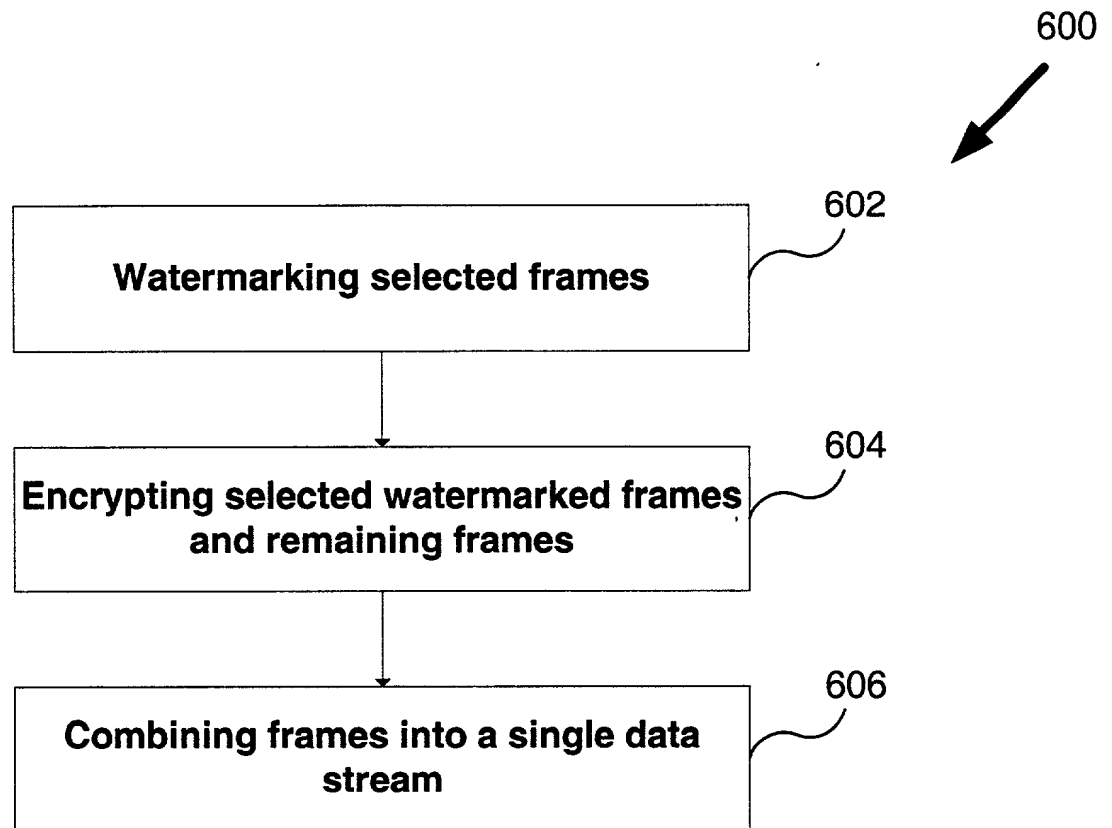 600
602
Watermarking selected frames
604
Encrypting selected watermarked frames
and remaining frames
606
Combining frames into a single data
stream